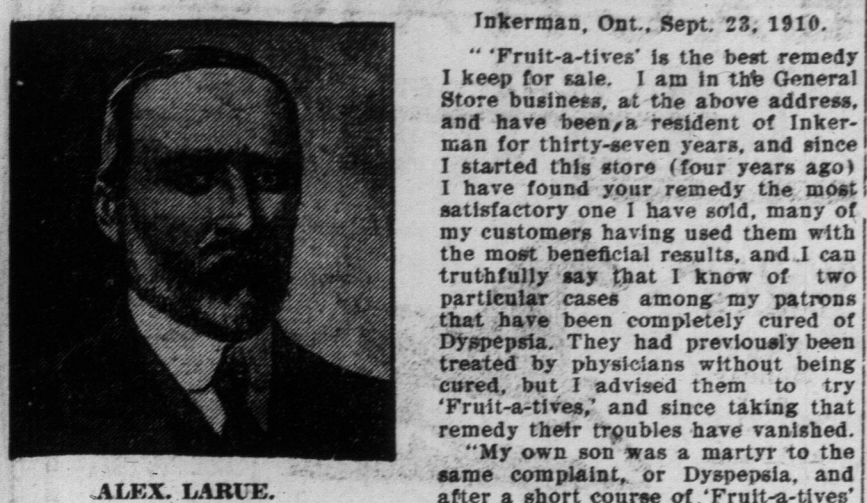 Inkerman, Ont., Sept. 23, 1910.
" 'Fruit-a-tives' is the best remedy
I keep for sale. I am in the General
Store business, at the above address,
and have been a resident of Inker-
man for thirty-seven years, and since
I started this store (four years ago)
I have found your remedy the most
satisfactory one I have sold, many of
my customers having used them with
the most beneficial results, and I can
truthfully say that I know of two
particular cases among my patrons
that have been completely cured of
Dyspepsia. They had previously been
treated by physicians without being
cured, but I advised them to try
'Fruit-a-tives,' and since taking that
remedy their troubles have vanished.
"My own son was a martyr to the
same complaint, or Dyspepsia, and
after a short course of 'Fruit-a-tives'
ALEX. LARUE.